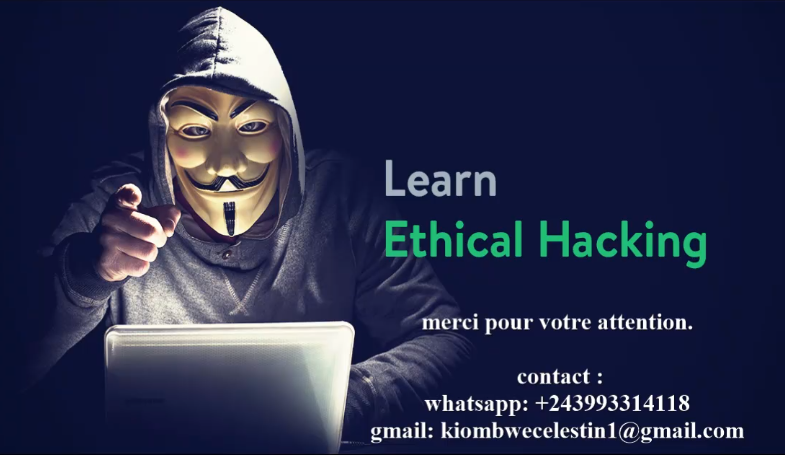 Learn
Ethical Hacking
merci pour votre attention.
contact :
whatsapp: +243993314118
gmail: kiombwecelestin1@gmail.com